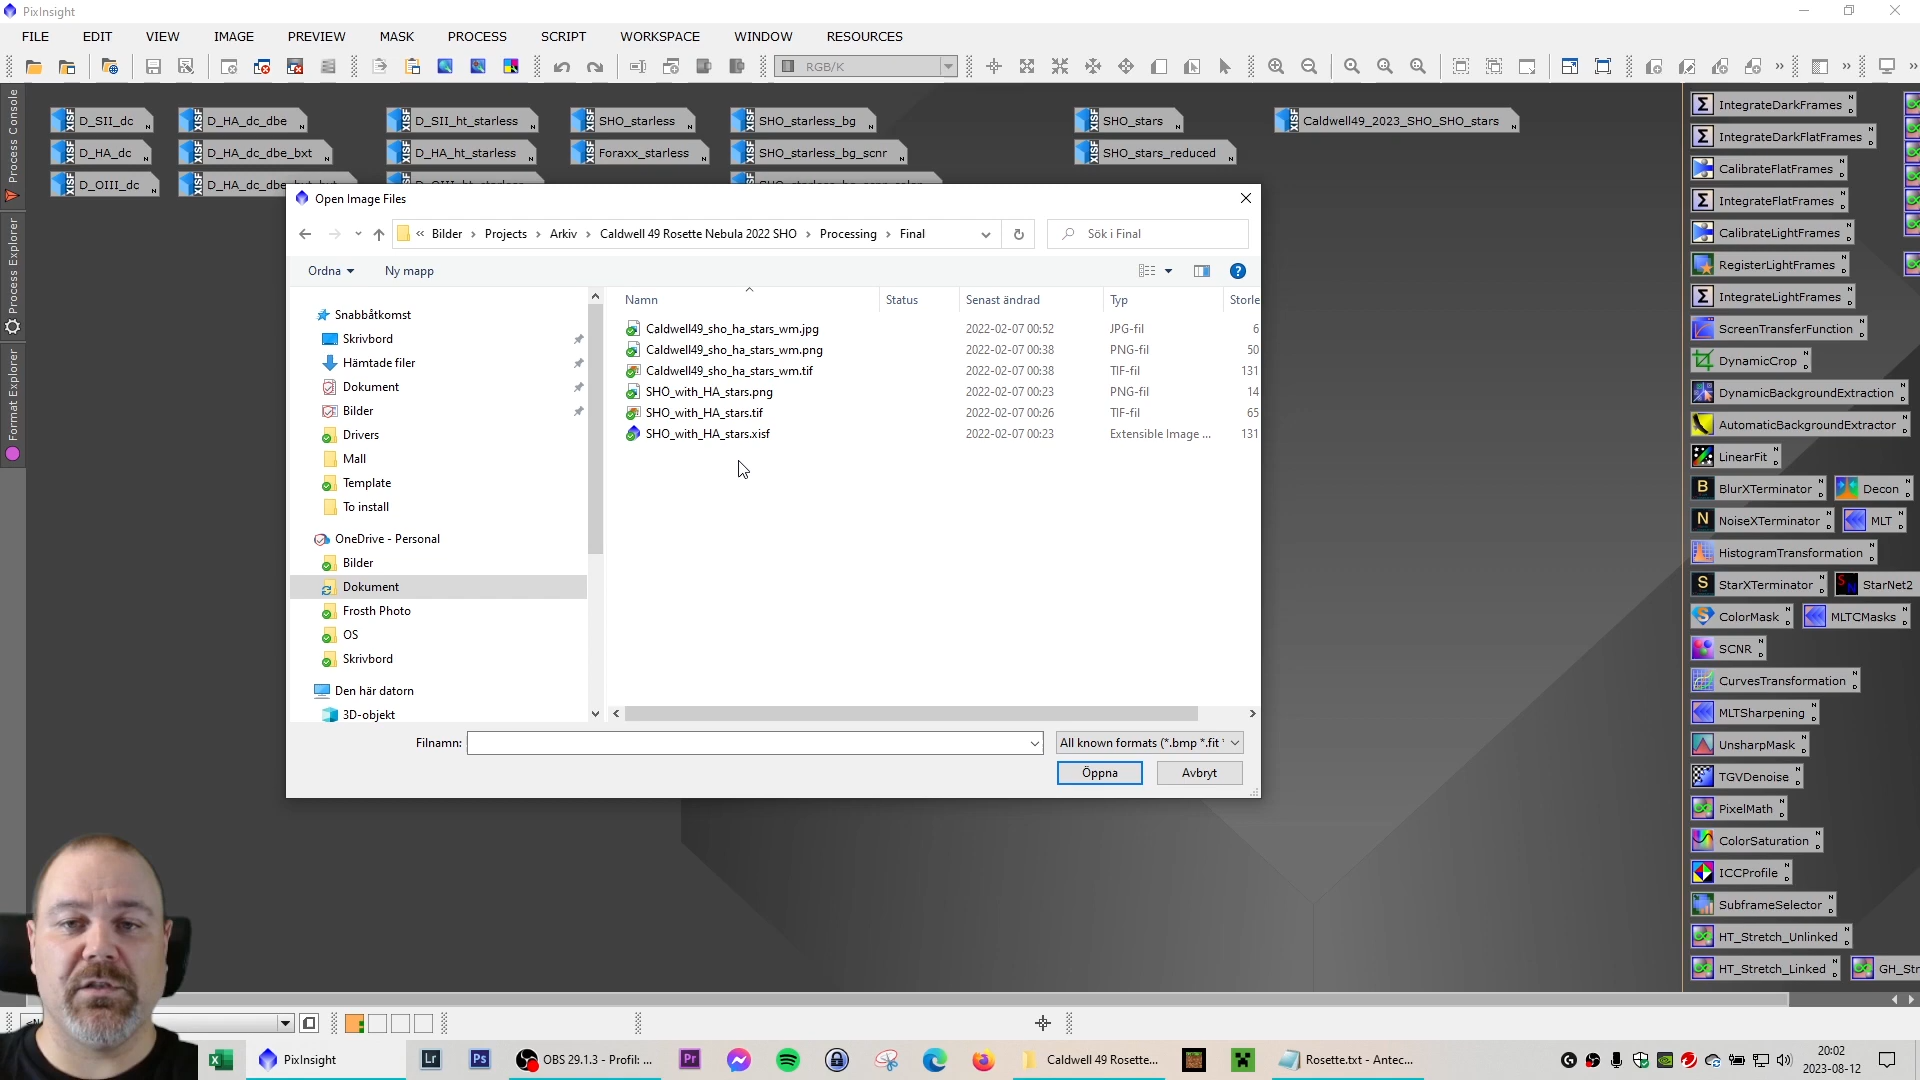 PixInsight
FILE EDIT VIEW IMAGE PREVIEW MASK PROCESS SCRIPT WORKSPACE WINDOW RESOURCES
RGB/K
Process Console
Process Explorer
Format Explorer
D_SII_dc
D_HA_dc_dbe
D_SII_ht_starless
SHO_starless
SHO_starless_bg
SHO_stars
Caldwell49_2023_SHO_SHO_stars
D_HA_dc
D_HA_dc_dbe_bxt
D_HA_ht_starless
Foraxx_starless
SHO_starless_bg_scnr
SHO_stars_reduced
D_OIII_dc
Open Image Files
« Bilder › Projects › Arkiv › Caldwell 49 Rosette Nebula 2022 SHO › Processing › Final
Sök i Final
Ordna
Ny mapp
Snabbåtkomst
Skrivbord
Hämtade filer
Dokument
Bilder
Drivers
Mall
Template
To install
OneDrive - Personal
Bilder
Dokument
Frosth Photo
OS
Skrivbord
Den här datorn
3D-objekt
Namn Status Senast ändrad Typ Storle
Caldwell49_sho_ha_stars_wm.jpg 2022-02-07 00:52 JPG-fil 6
Caldwell49_sho_ha_stars_wm.png 2022-02-07 00:38 PNG-fil 50
Caldwell49_sho_ha_stars_wm.tif 2022-02-07 00:38 TIF-fil 131
SHO_with_HA_stars.png 2022-02-07 00:23 PNG-fil 14
SHO_with_HA_stars.tif 2022-02-07 00:26 TIF-fil 65
SHO_with_HA_stars.xisf 2022-02-07 00:23 Extensible Image ... 131
Filnamn:
All known formats (*.bmp *.fit *
Öppna
Avbryt
IntegrateDarkFrames
IntegrateDarkFlatFrames
CalibrateFlatFrames
IntegrateFlatFrames
CalibrateLightFrames
RegisterLightFrames
IntegrateLightFrames
ScreenTransferFunction
DynamicCrop
DynamicBackgroundExtraction
AutomaticBackgroundExtractor
LinearFit
BlurXTerminator Decon
NoiseXTerminator MLT
HistogramTransformation
StarXTerminator StarNet2
ColorMask MLTCMasks
SCNR
CurvesTransformation
MLTSharpening
UnsharpMask
TGVDenoise
PixelMath
ColorSaturation
ICCProfile
SubframeSelector
HT_Stretch_Unlinked
HT_Stretch_Linked GH_Str
PixInsight
Lr
Ps
OBS 29.1.3 - Profil: ...
Pr
Caldwell 49 Rosette...
Rosette.txt - Antec...
20:02
2023-08-12